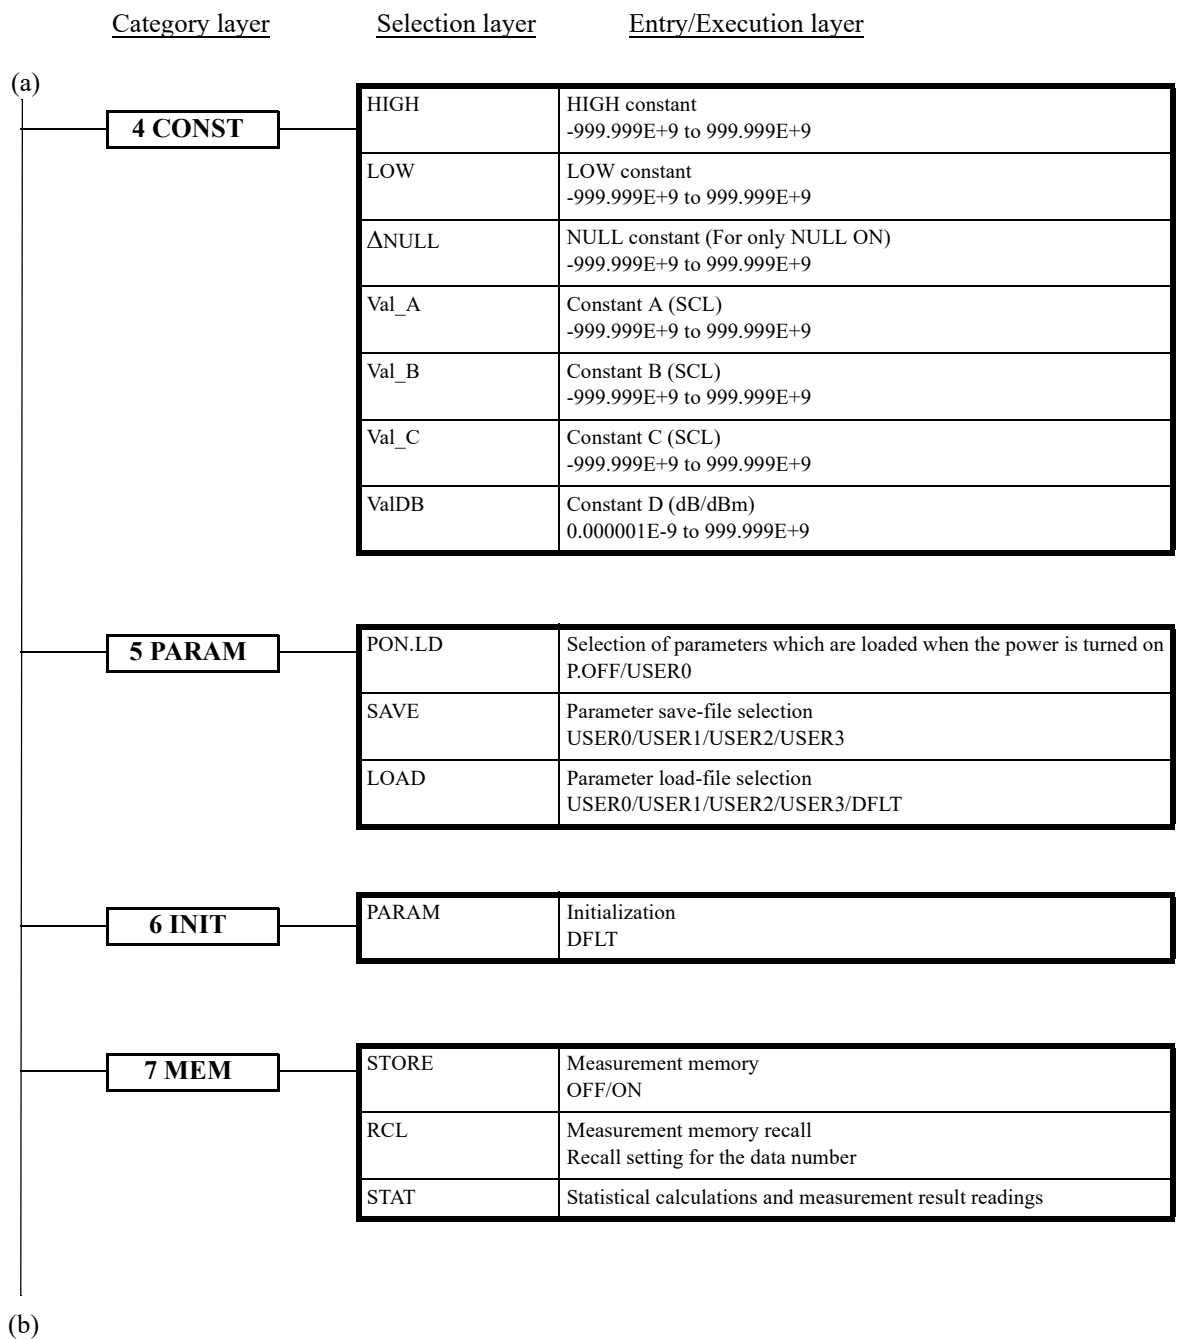 Category layer Selection layer Entry/Execution layer
(a)
4 CONST
HIGH HIGH constant
-999.999E+9 to 999.999E+9
LOW LOW constant
-999.999E+9 to 999.999E+9
ΔNULL NULL constant (For only NULL ON)
-999.999E+9 to 999.999E+9
Val_A Constant A (SCL)
-999.999E+9 to 999.999E+9
Val_B Constant B (SCL)
-999.999E+9 to 999.999E+9
Val_C Constant C (SCL)
-999.999E+9 to 999.999E+9
ValDB Constant D (dB/dBm)
0.000001E-9 to 999.999E+9
5 PARAM
PON.LD Selection of parameters which are loaded when the power is turned on
P.OFF/USER0
SAVE Parameter save-file selection
USER0/USER1/USER2/USER3
LOAD Parameter load-file selection
USER0/USER1/USER2/USER3/DFLT
6 INIT
PARAM Initialization
DFLT
7 MEM
STORE Measurement memory
OFF/ON
RCL Measurement memory recall
Recall setting for the data number
STAT Statistical calculations and measurement result readings
(b)